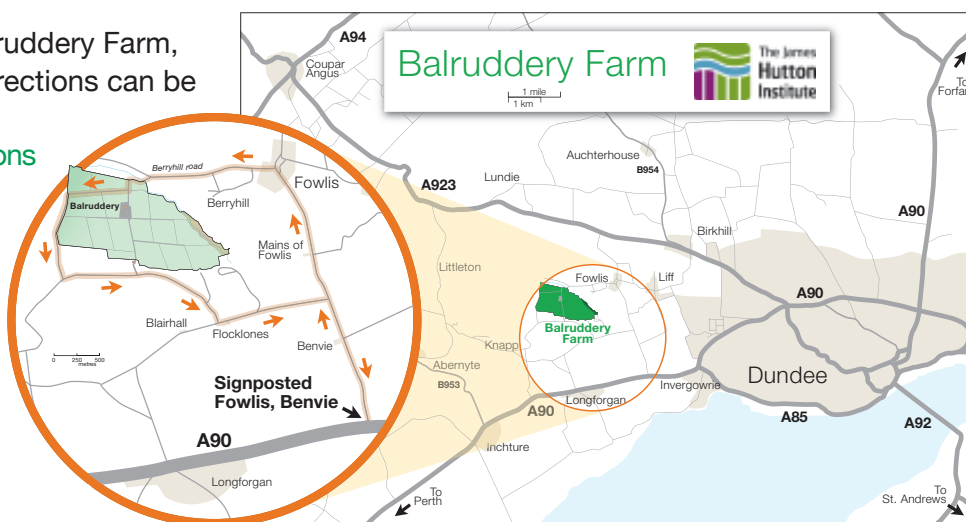 ruddery Farm,
rections can be
ons
Balruddery Farm
1 mile
1 km
The James
Hutton
Institute
A94
Coupar
Angus
To
Forfar
Auchterhouse
B954
A923
Lundie
A90
Birkhill
Littleton
Fowlis
Liff
A90
Balruddery
Farm
Knapp
Abernyte
B953
Invergowrie
Dundee
Longforgan
A90
A85
A92
Inchture
To
Perth
To
St. Andrews
Berryhill road
Fowlis
Balruddery
Berryhill
Mains of
Fowlis
Blairhall
Flocklones
Benvie
0 250 500
metres
Signposted
Fowlis, Benvie
A90
Longforgan